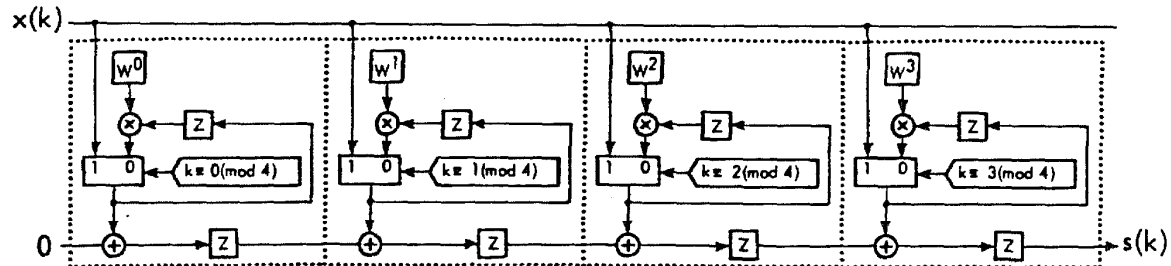 x(k)
w⁰ w¹ w² w³
× Z × Z × Z × Z
1 0 k ≡ 0(mod 4) 1 0 k ≡ 1(mod 4) 1 0 k ≡ 2(mod 4) 1 0 k ≡ 3(mod 4)
0 + Z + Z + Z + Z s(k)